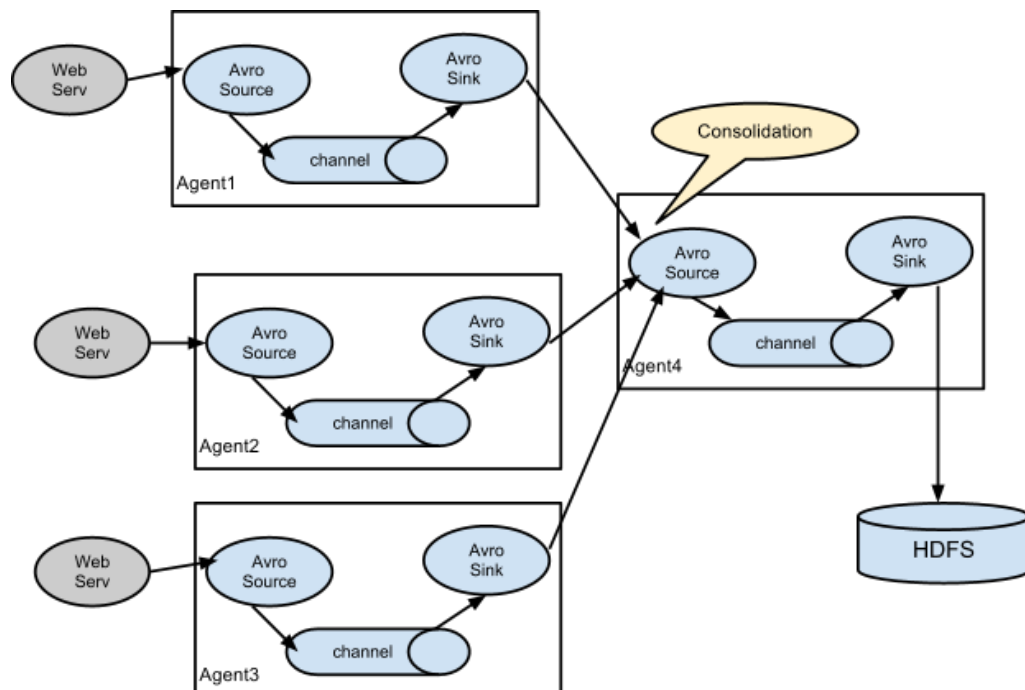 Web
Serv
Avro
Source
Avro
Sink
channel
Agent1
Consolidation
Avro
Source
Avro
Sink
channel
Agent4
Web
Serv
Avro
Source
Avro
Sink
channel
Agent2
HDFS
Web
Serv
Avro
Source
Avro
Sink
channel
Agent3